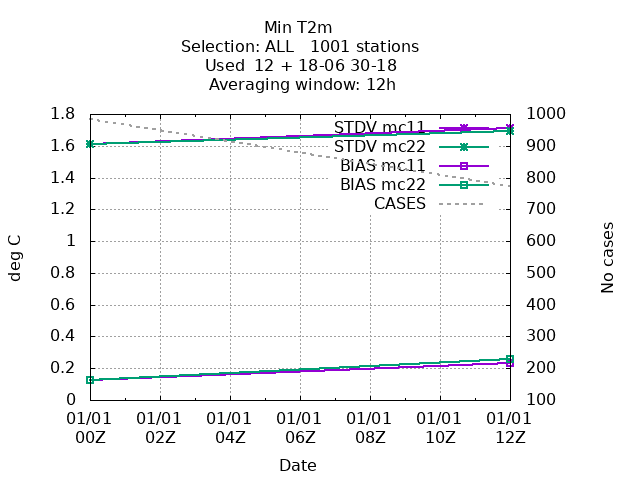 Min T2m
Selection: ALL   1001 stations
Used  12 + 18-06 30-18
Averaging window: 12h
1.8
1.6
1.4
1.2
1
0.8
0.6
0.4
0.2
0
deg C
1000
900
800
700
600
500
400
300
200
100
No cases
STDV mc11
STDV mc22
BIAS mc11
BIAS mc22
CASES
01/01 01/01 01/01 01/01 01/01 01/01 01/01
00Z 02Z 04Z 06Z 08Z 10Z 12Z
Date